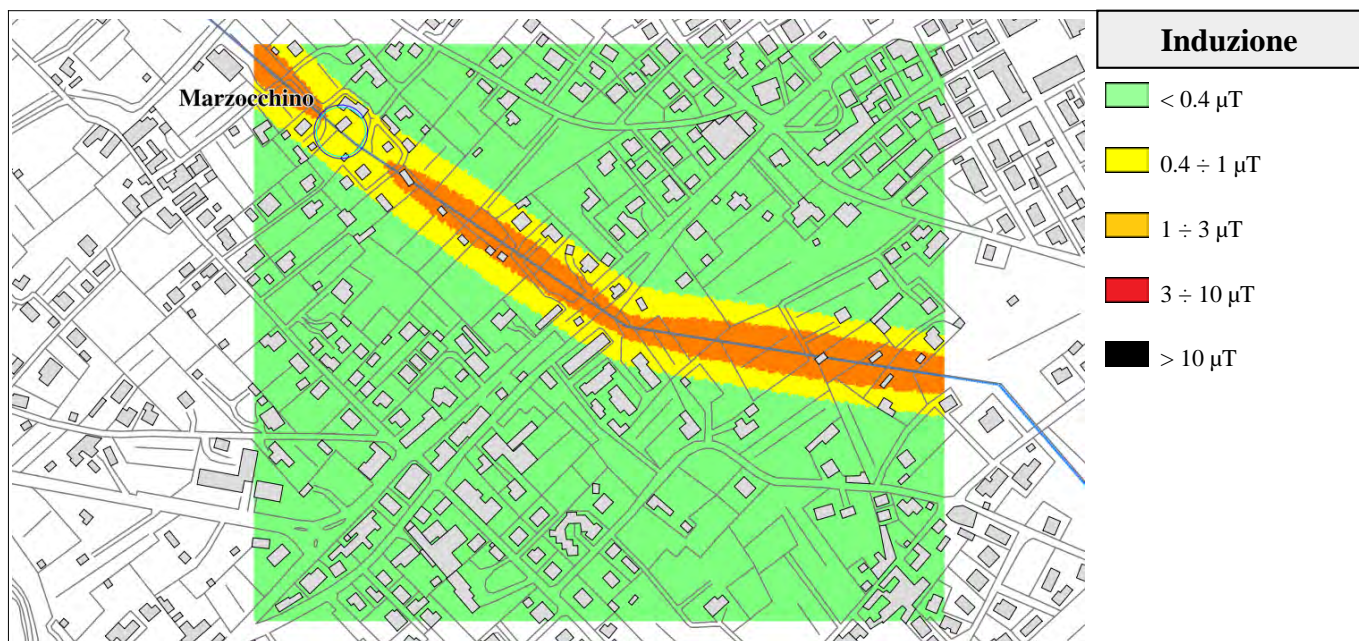 Marzocchino
Induzione
< 0.4 µT
0.4 ÷ 1 µT
1 ÷ 3 µT
3 ÷ 10 µT
> 10 µT